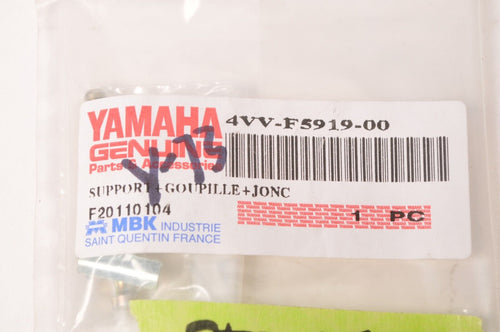 YAMAHA
GENUINE
Parts & Accessories
4VV-F5919-00
Y-73
SUPPORT+GOUPILLE+JONC
F20110104
1 PC
MBK INDUSTRIE
SAINT QUENTIN FRANCE